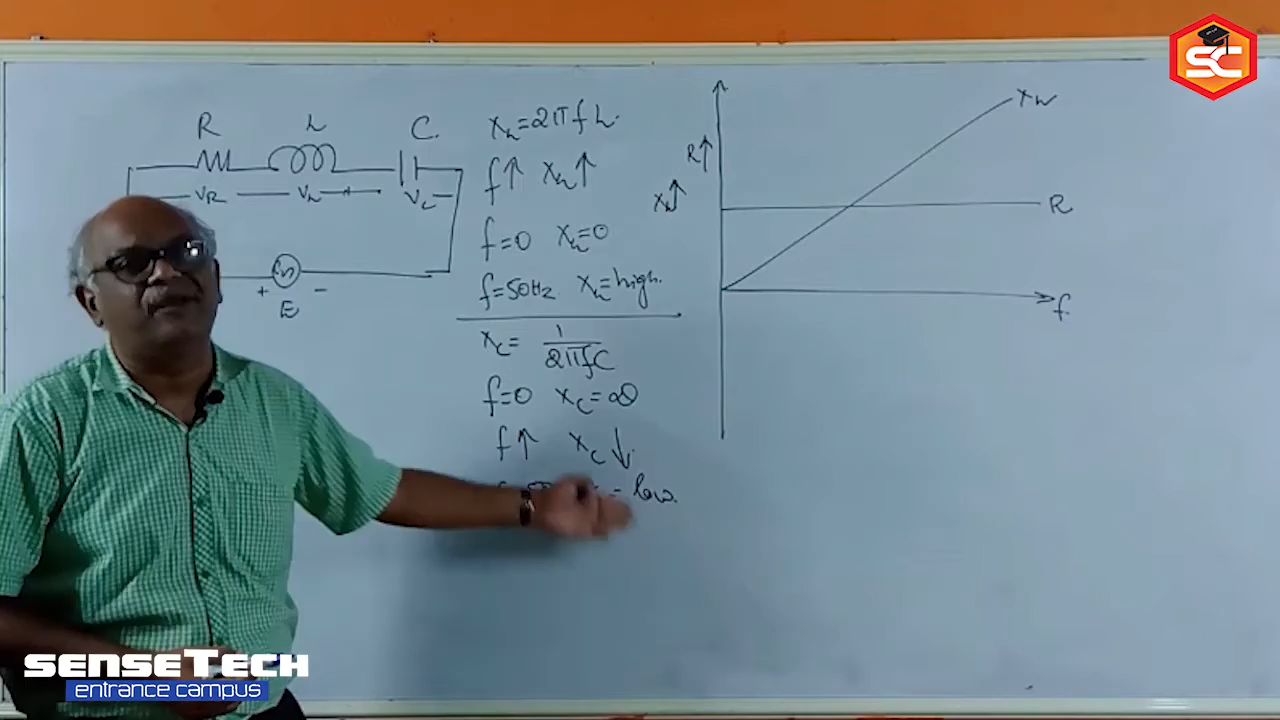 R L C
VR VL VC
+ −
E
XL=2πfL
f↑ XL↑
f=0 XL=0
f=50Hz XL=high.
XC= 1/2πfC
f=0 XC=∞
f↑ XC↓
= low.
R↑
XL↑
XL
R
f
SC
SENSETECH
entrance campus